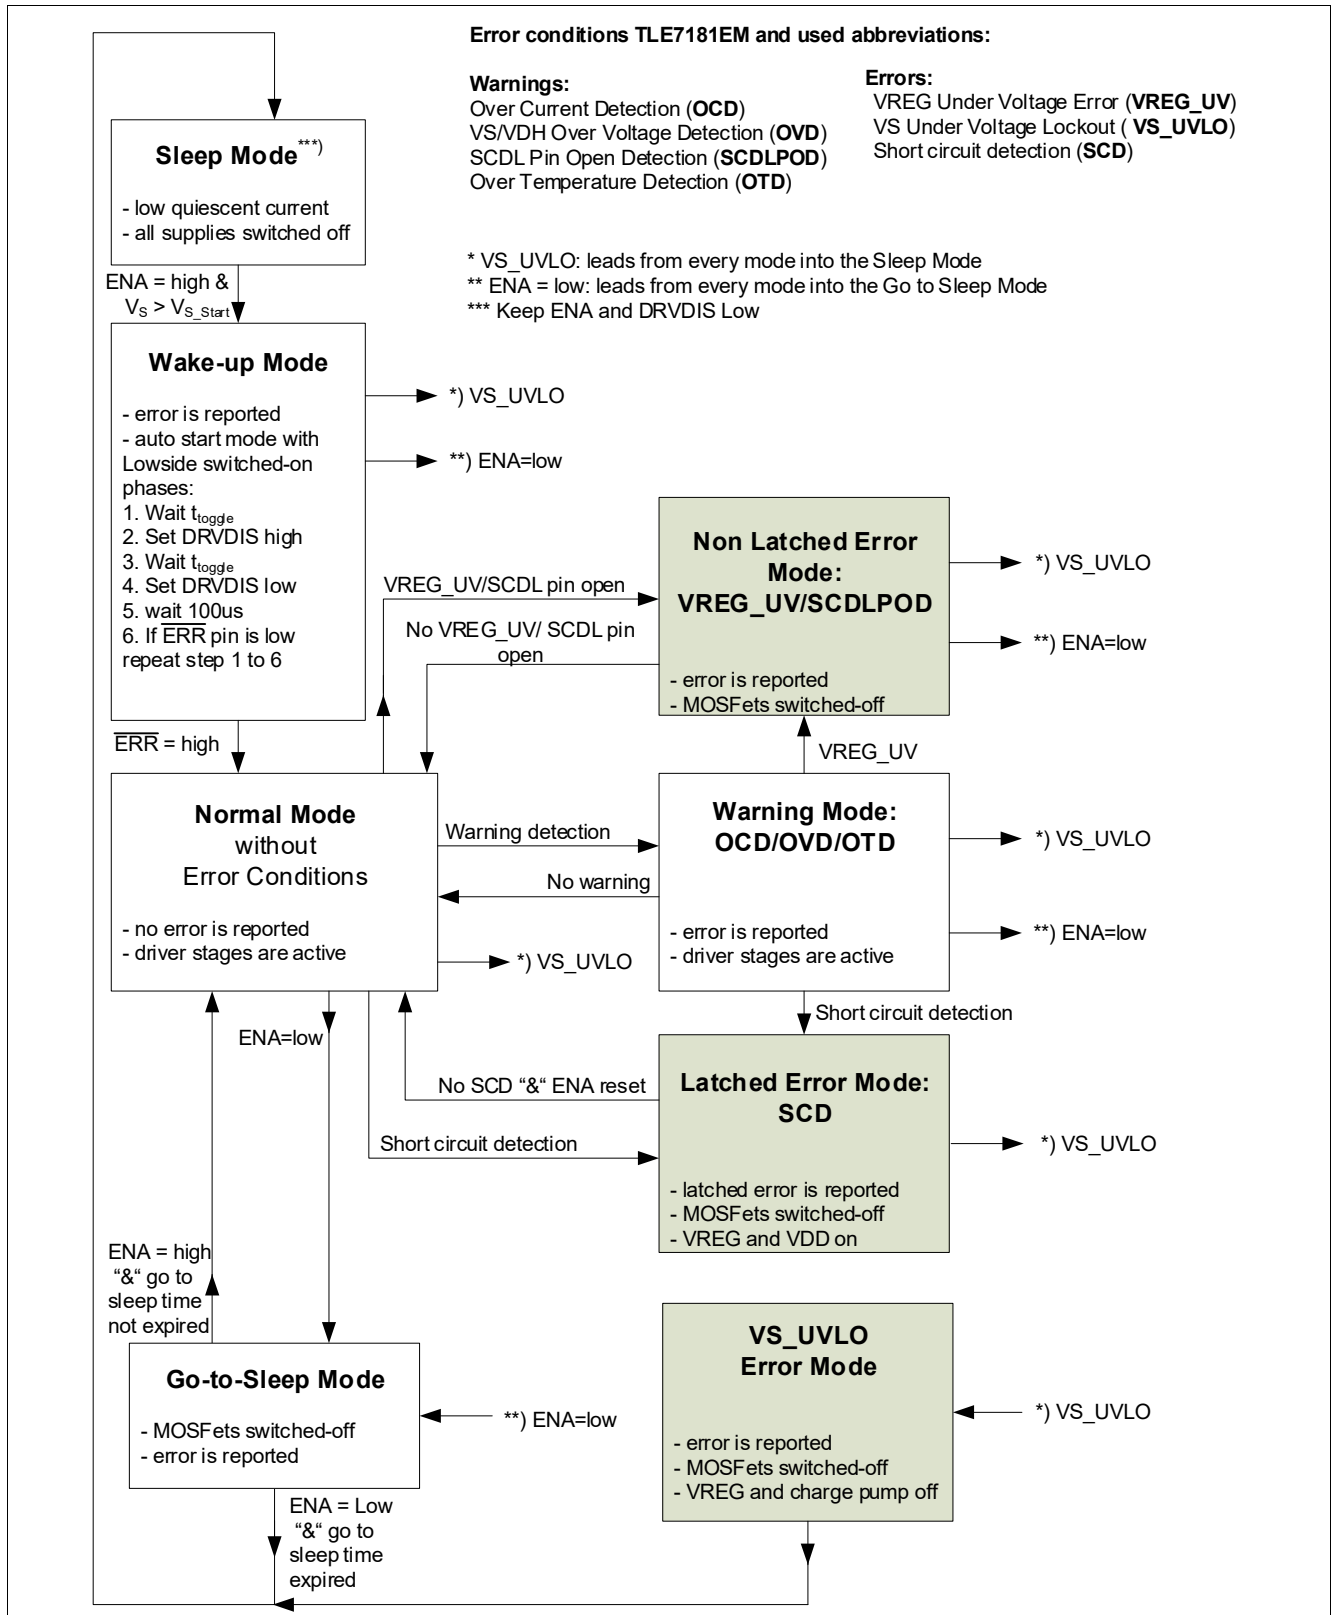 Error conditions TLE7181EM and used abbreviations:
Warnings:
Over Current Detection (OCD)
VS/VDH Over Voltage Detection (OVD)
SCDL Pin Open Detection (SCDLPOD)
Over Temperature Detection (OTD)
Errors:
VREG Under Voltage Error (VREG_UV)
VS Under Voltage Lockout ( VS_UVLO)
Short circuit detection (SCD)
* VS_UVLO: leads from every mode into the Sleep Mode
** ENA = low: leads from every mode into the Go to Sleep Mode
*** Keep ENA and DRVDIS Low
Sleep Mode***)
- low quiescent current
- all supplies switched off
ENA = high &
VS > VS_Start
Wake-up Mode
- error is reported
- auto start mode with
Lowside switched-on
phases:
1. Wait ttoggle
2. Set DRVDIS high
3. Wait ttoggle
4. Set DRVDIS low
5. wait 100us
6. If ERR pin is low
repeat step 1 to 6
*) VS_UVLO
**) ENA=low
ERR = high
VREG_UV/SCDL pin open
No VREG_UV/ SCDL pin
open
Non Latched Error
Mode:
VREG_UV/SCDLPOD
- error is reported
- MOSFets switched-off
*) VS_UVLO
**) ENA=low
VREG_UV
Normal Mode
without
Error Conditions
- no error is reported
- driver stages are active
Warning detection
No warning
*) VS_UVLO
Warning Mode:
OCD/OVD/OTD
- error is reported
- driver stages are active
*) VS_UVLO
**) ENA=low
Short circuit detection
ENA=low
No SCD “&“ ENA reset
Short circuit detection
Latched Error Mode:
SCD
- latched error is reported
- MOSFets switched-off
- VREG and VDD on
*) VS_UVLO
ENA = high
“&“ go to
sleep time
not expired
Go-to-Sleep Mode
- MOSFets switched-off
- error is reported
**) ENA=low
ENA = Low
“&“ go to
sleep time
expired
VS_UVLO
Error Mode
- error is reported
- MOSFets switched-off
- VREG and charge pump off
*) VS_UVLO